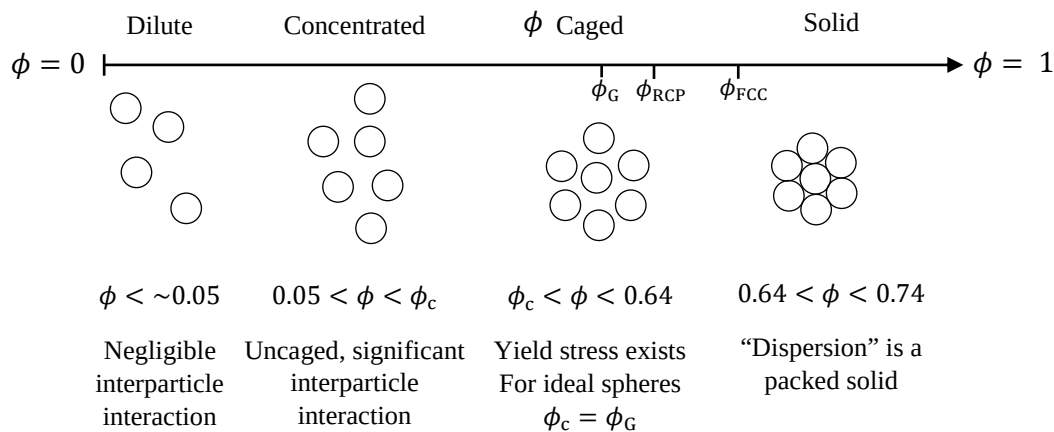 Dilute Concentrated ϕ Caged Solid
ϕ = 0 ϕ = 1
ϕG ϕRCP ϕFCC
ϕ < ~0.05 0.05 < ϕ < ϕc ϕc < ϕ < 0.64 0.64 < ϕ < 0.74
Negligible
interparticle
interaction
Uncaged, significant
interparticle
interaction
Yield stress exists
For ideal spheres
ϕc = ϕG
“Dispersion” is a
packed solid